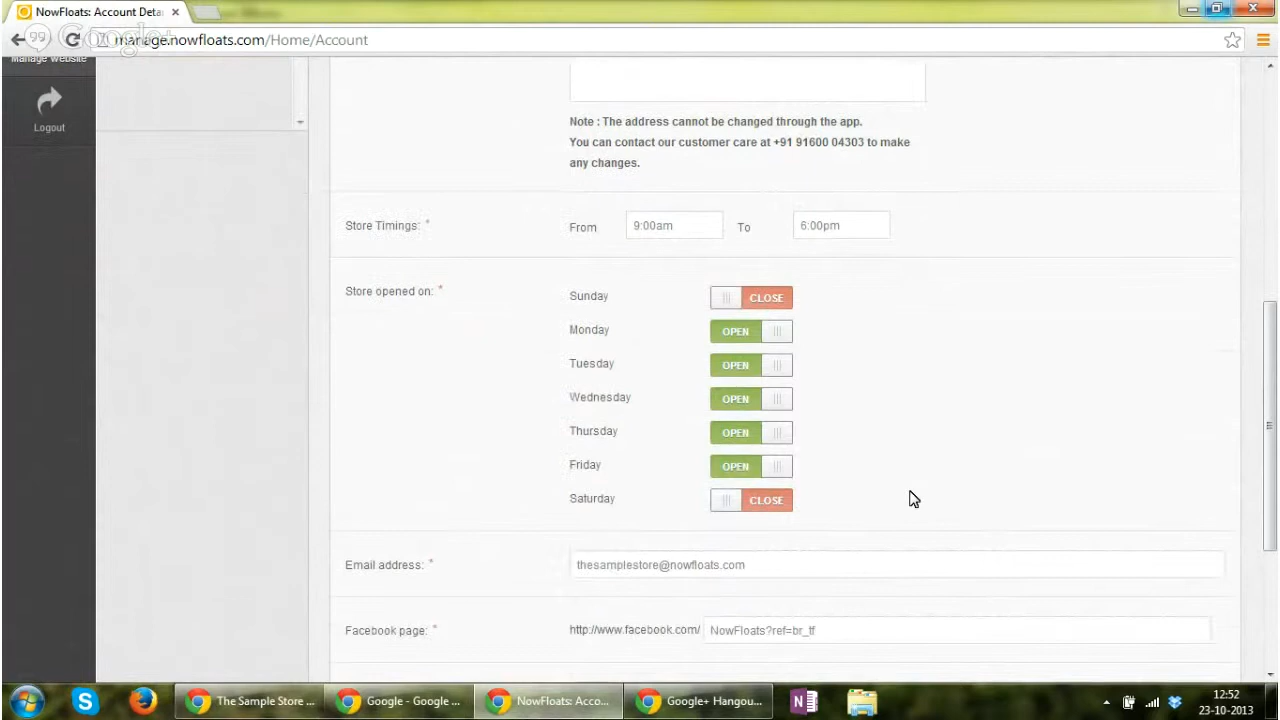 NowFloats: Account Detai
Google+
manage.nowfloats.com/Home/Account
Manage Website
Logout
Note : The address cannot be changed through the app.
You can contact our customer care at +91 91600 04303 to make
any changes.
Store Timings: *
From
9:00am
To
6:00pm
Store opened on: *
Sunday
CLOSE
Monday
OPEN
Tuesday
OPEN
Wednesday
OPEN
Thursday
OPEN
Friday
OPEN
Saturday
CLOSE
Email address: *
thesamplestore@nowfloats.com
Facebook page: *
http://www.facebook.com/
NowFloats?ref=br_tf
The Sample Store ...
Google - Google ...
NowFloats: Acco...
Google+ Hangou...
12:52
23-10-2013